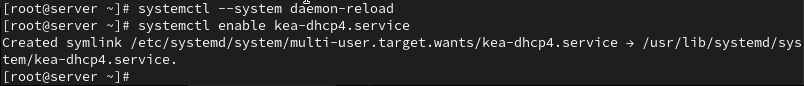 [root@server ~]# systemctl --system daemon-reload
[root@server ~]# systemctl enable kea-dhcp4.service
Created symlink /etc/systemd/system/multi-user.target.wants/kea-dhcp4.service → /usr/lib/systemd/sys
tem/kea-dhcp4.service.
[root@server ~]#